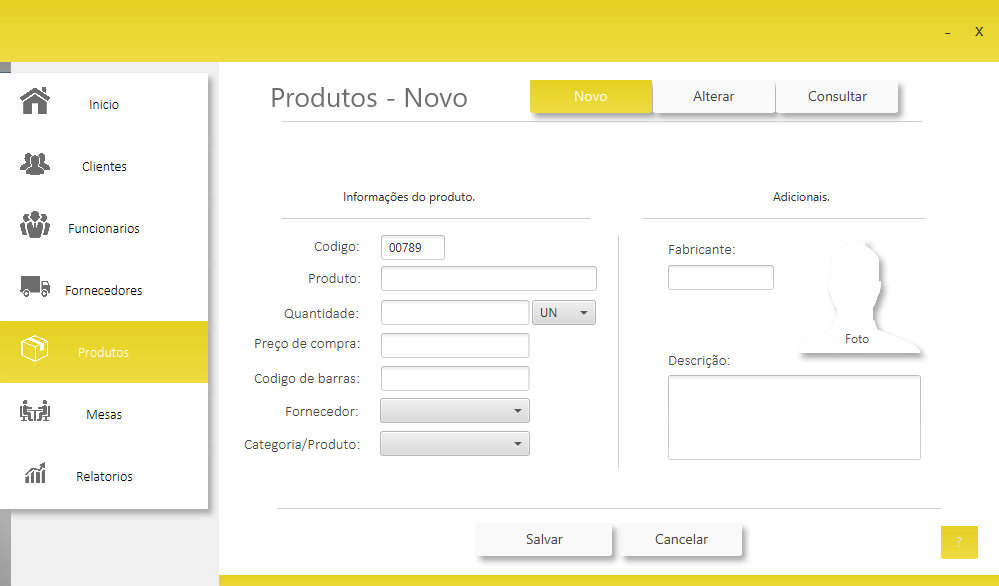 - X
Inicio
Clientes
Funcionarios
Fornecedores
Produtos
Mesas
Relatorios
Produtos - Novo
Novo Alterar Consultar
Informações do produto.
Codigo: 00789
Produto:
Quantidade: UN
Preço de compra:
Codigo de barras:
Fornecedor:
Categoria/Produto:
Adicionais.
Fabricante:
Foto
Descrição:
Salvar Cancelar
?